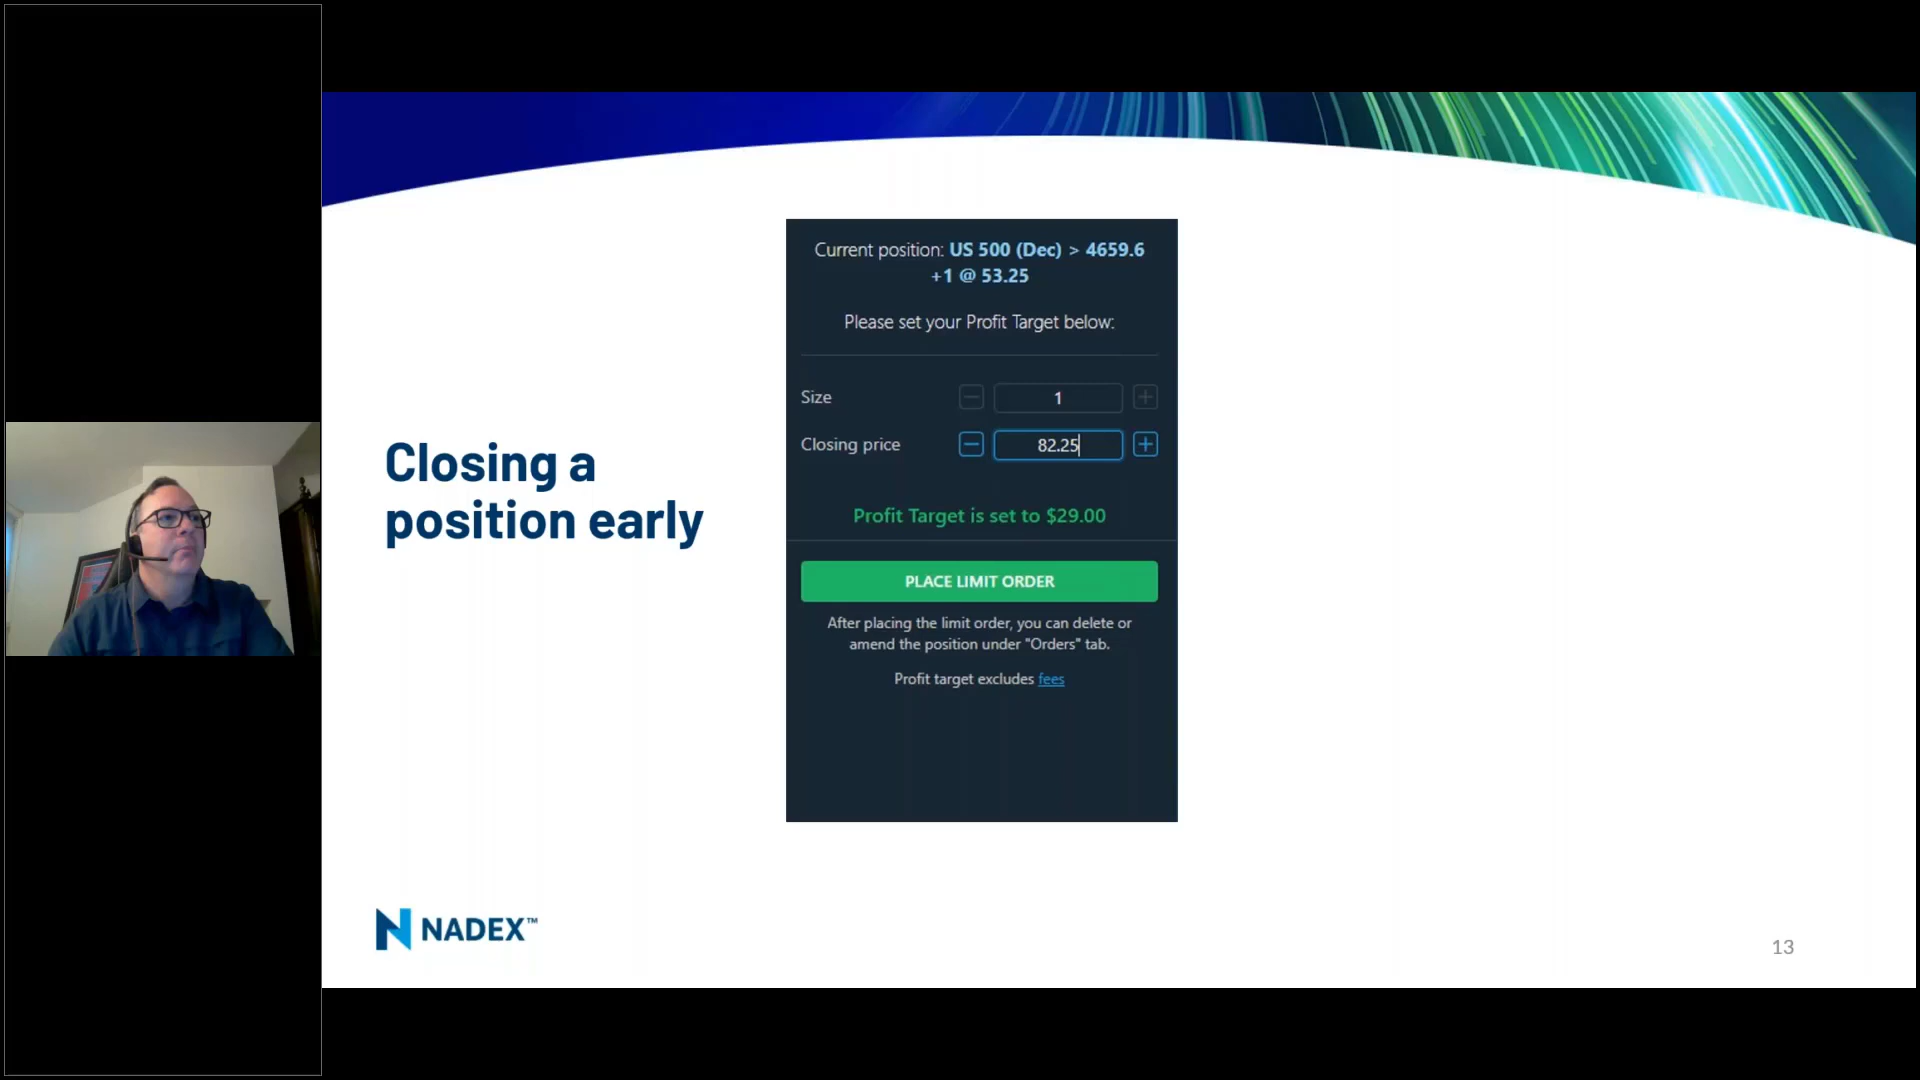 Closing a
position early
Current position: US 500 (Dec) > 4659.6
+1 @ 53.25
Please set your Profit Target below:
Size
1
Closing price
82.25
Profit Target is set to $29.00
PLACE LIMIT ORDER
After placing the limit order, you can delete or
amend the position under "Orders" tab.
Profit target excludes fees
NADEX™
13